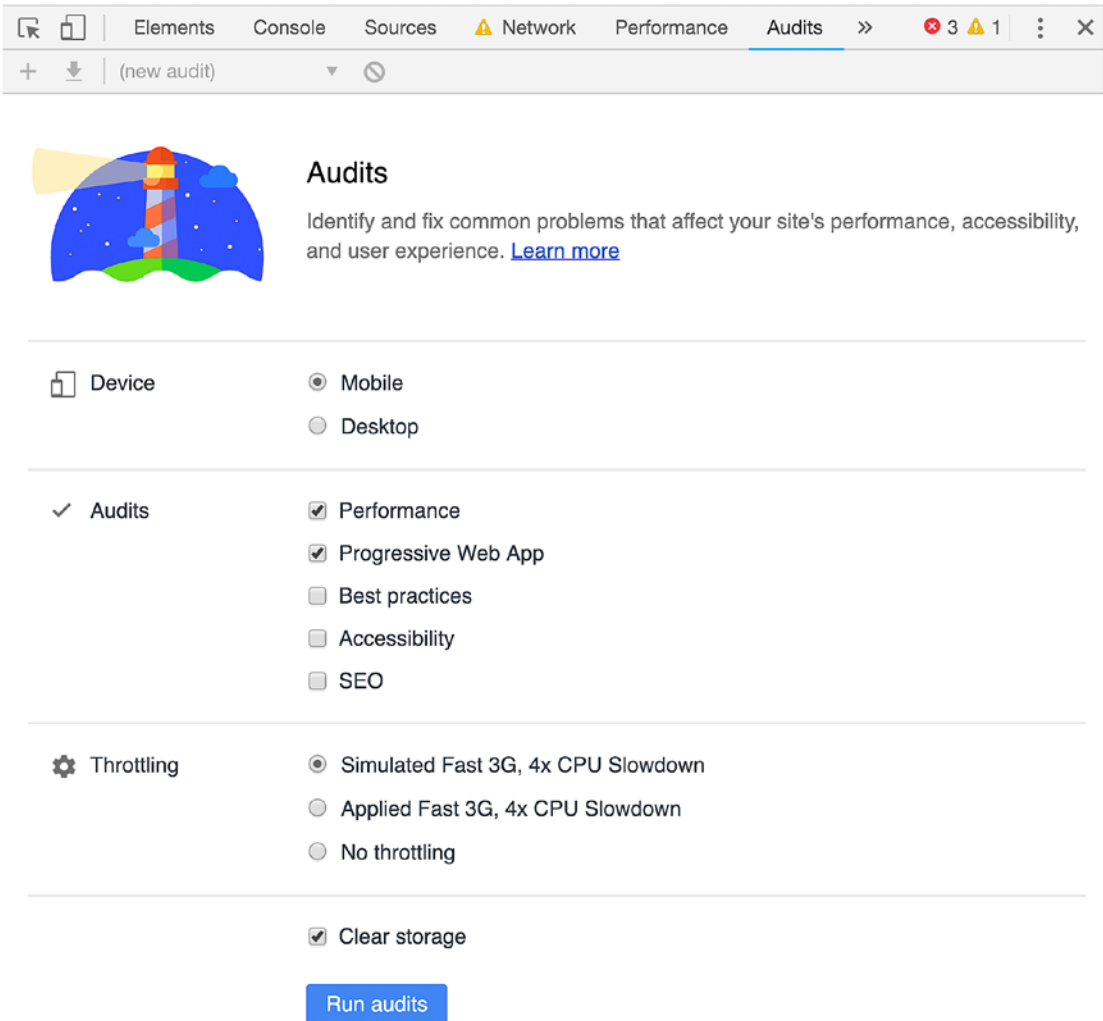 Elements Console Sources Network Performance Audits » 3 1
(new audit)
Audits
Identify and fix common problems that affect your site's performance, accessibility,
and user experience. Learn more
Device
Mobile
Desktop
Audits
Performance
Progressive Web App
Best practices
Accessibility
SEO
Throttling
Simulated Fast 3G, 4x CPU Slowdown
Applied Fast 3G, 4x CPU Slowdown
No throttling
Clear storage
Run audits